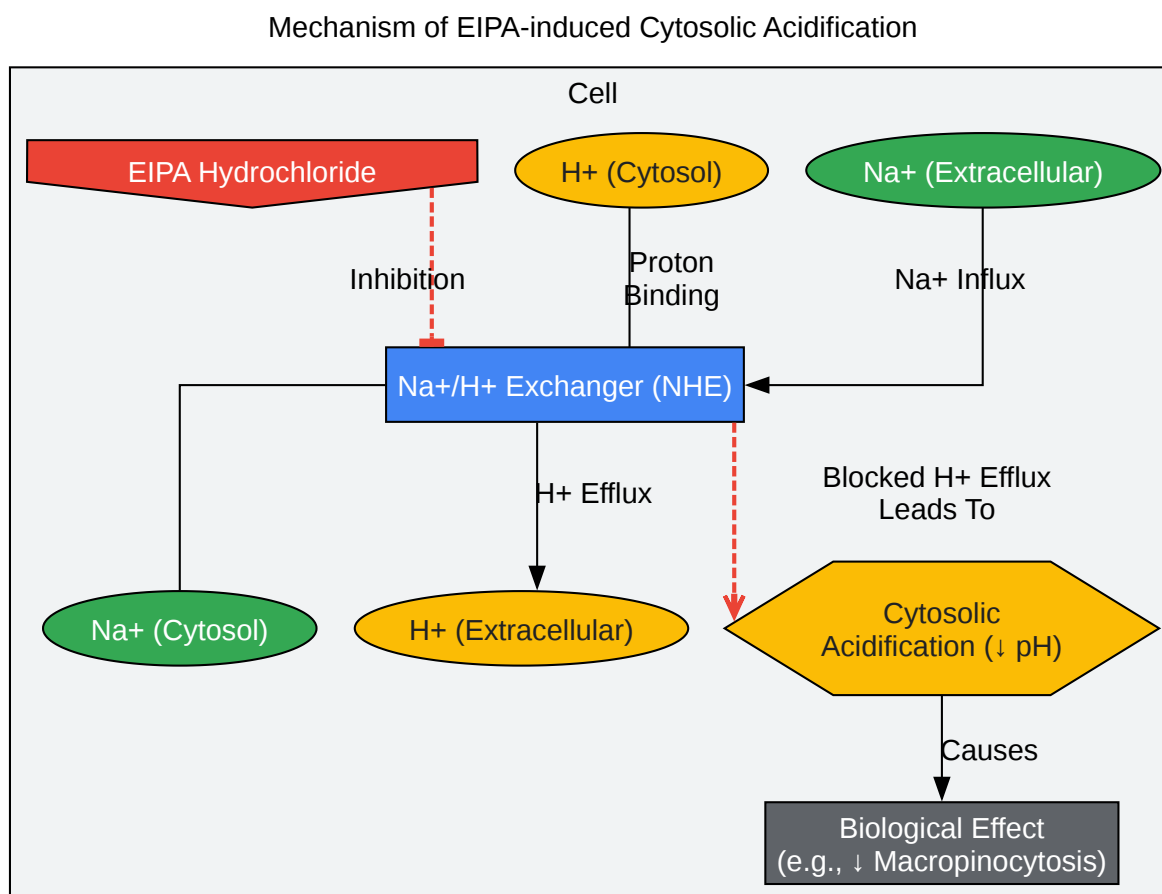 Mechanism of EIPA-induced Cytosolic Acidification
Cell
EIPA Hydrochloride
H+ (Cytosol)
Na+ (Extracellular)
Inhibition
Proton
Binding
Na+ Influx
Na+/H+ Exchanger (NHE)
H+ Efflux
Blocked H+ Efflux
Leads To
Na+ (Cytosol)
H+ (Extracellular)
Cytosolic
Acidification (↓ pH)
Causes
Biological Effect
(e.g., ↓ Macropinocytosis)